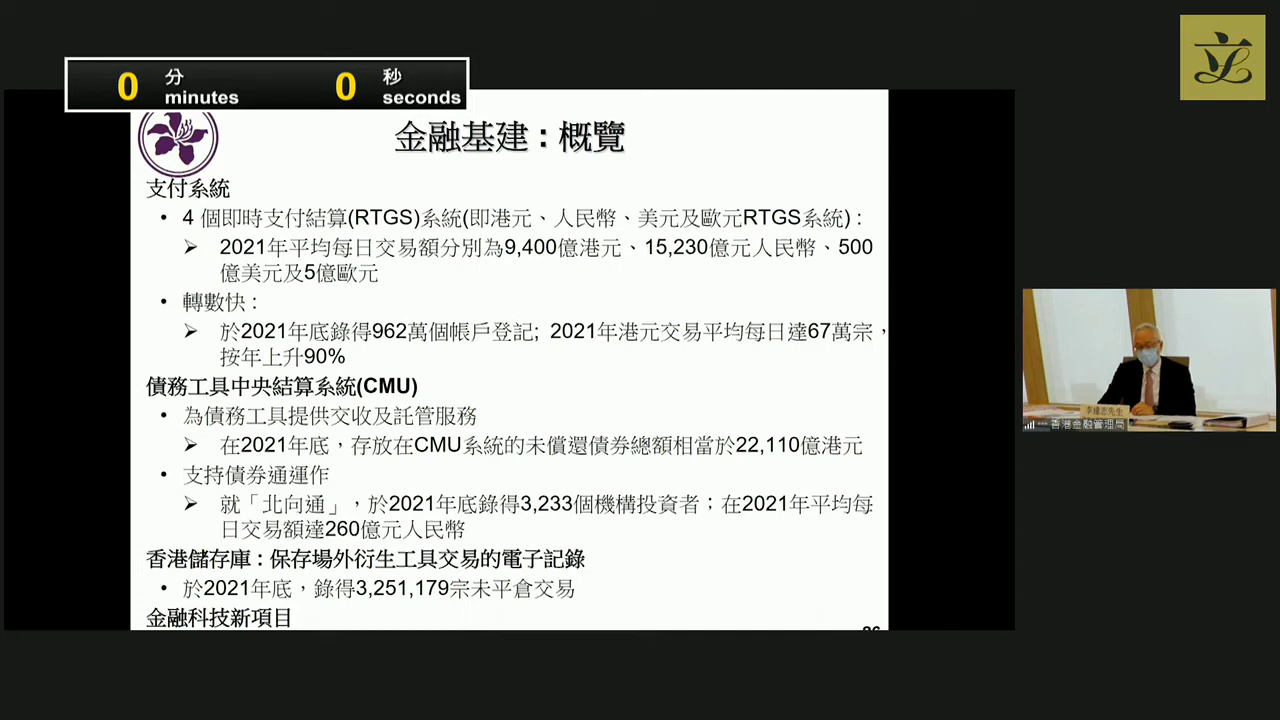 0 分 minutes 0 秒 seconds
立
金融基建：概覽
支付系統
• 4 個即時支付結算(RTGS)系統(即港元、人民幣、美元及歐元RTGS系統)：
➢ 2021年平均每日交易額分別為9,400億港元、15,230億元人民幣、500
億美元及5億歐元
• 轉數快：
➢ 於2021年底錄得962萬個帳戶登記; 2021年港元交易平均每日達67萬宗，
按年上升90%
債務工具中央結算系統(CMU)
• 為債務工具提供交收及託管服務
➢ 在2021年底，存放在CMU系統的未償還債券總額相當於22,110億港元
• 支持債券通運作
➢ 就「北向通」，於2021年底錄得3,233個機構投資者；在2021年平均每
日交易額達260億元人民幣
香港儲存庫：保存場外衍生工具交易的電子記錄
• 於2021年底，錄得3,251,179宗未平倉交易
金融科技新項目
香港金融管理局